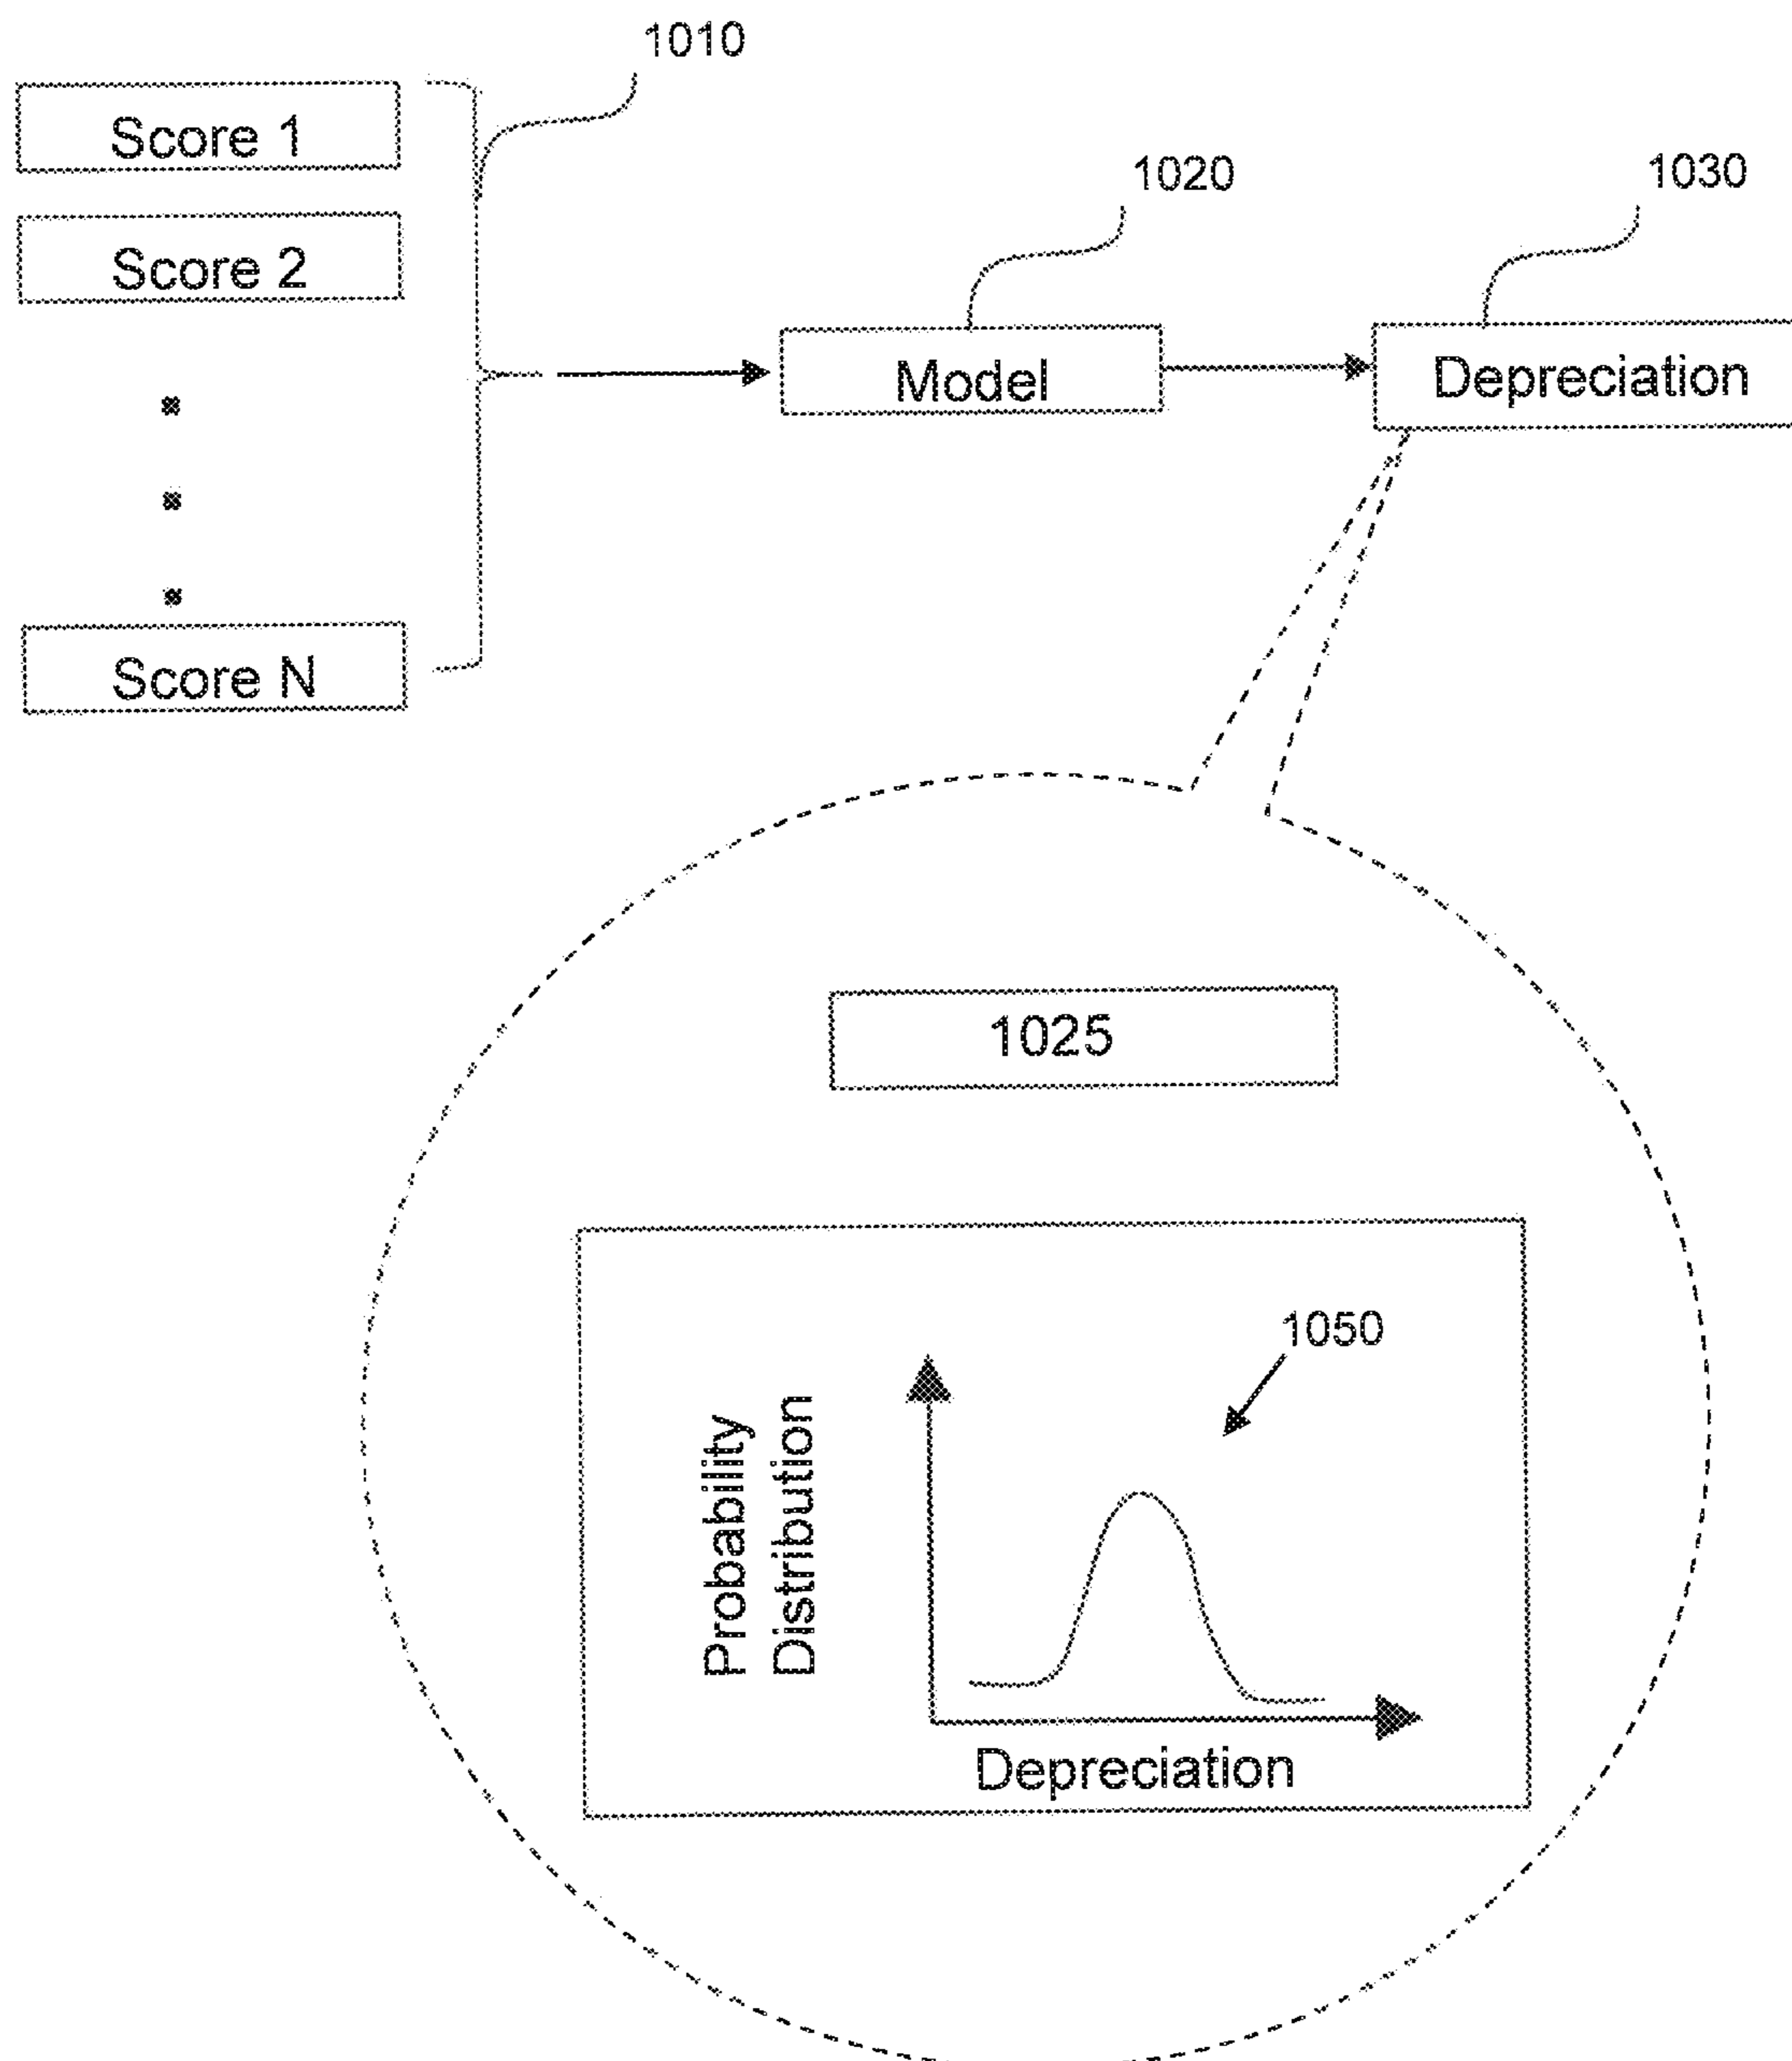 1010
Score 1
1020
1030
Score 2
Model
Depreciation
Score N
1025
1050
Probability
Distribution
Depreciation